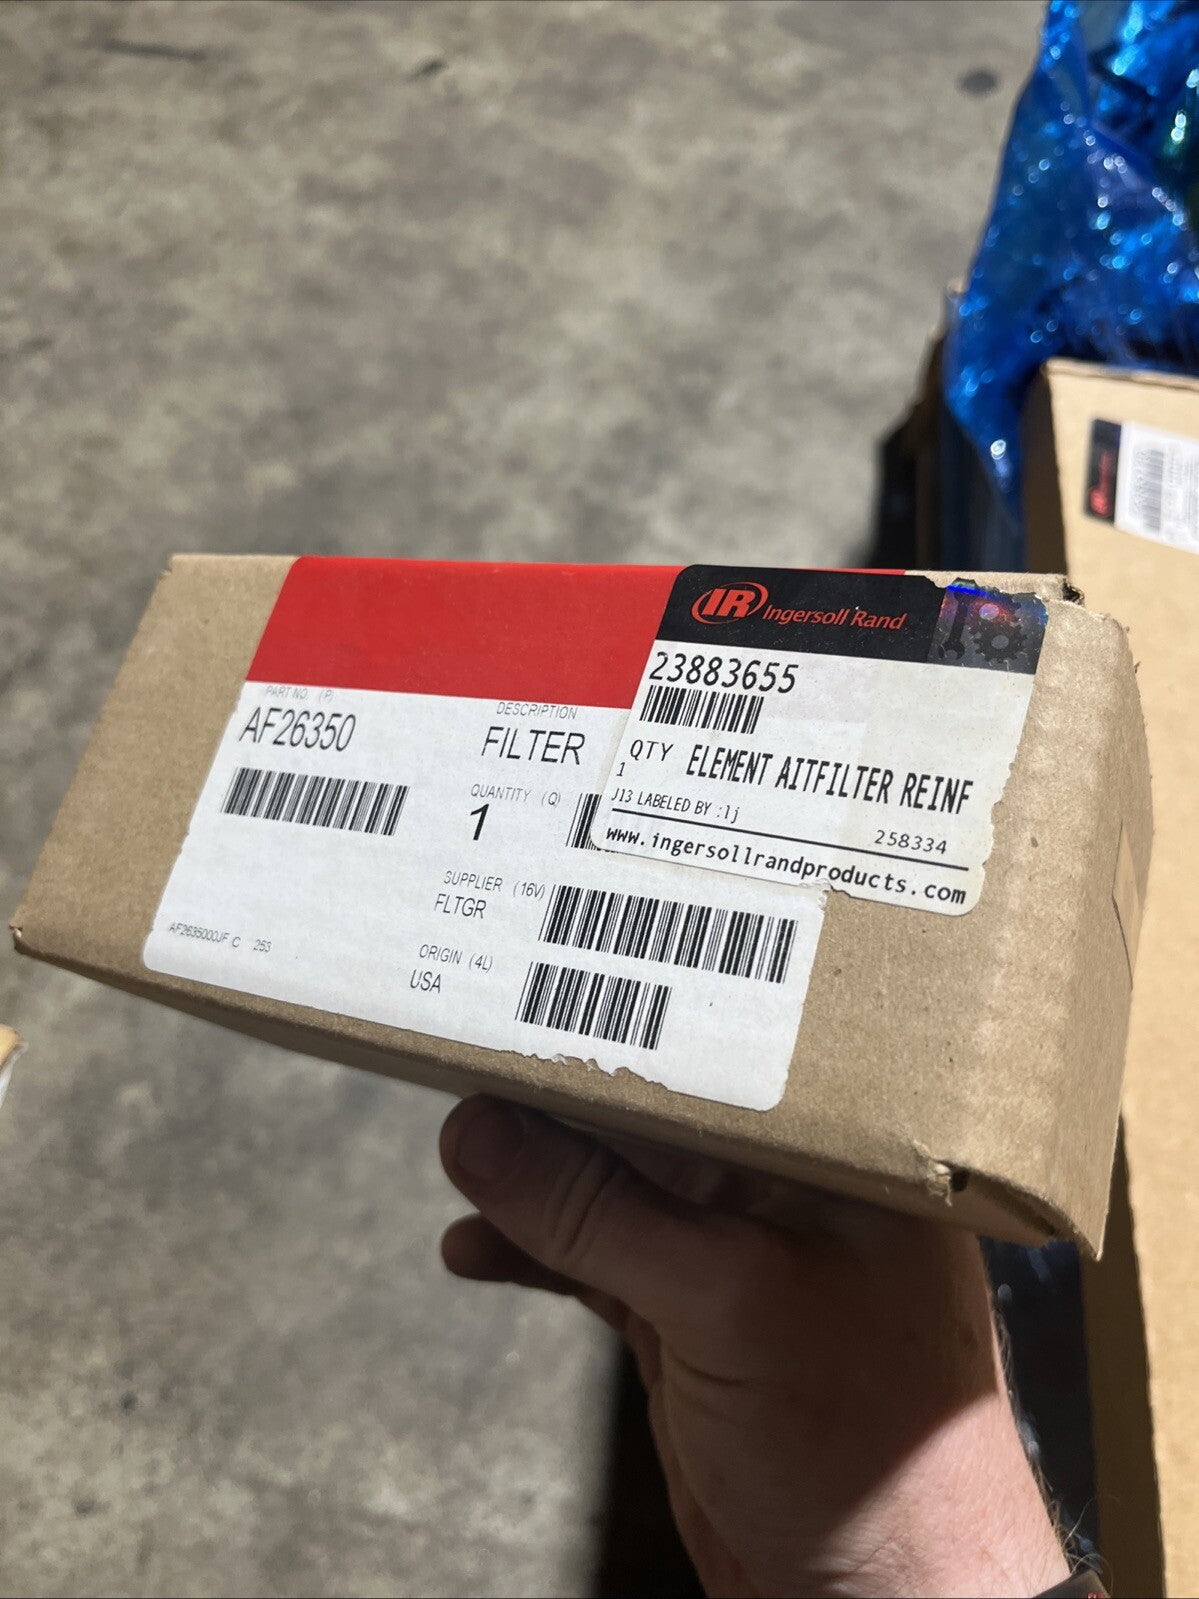 IR Ingersoll Rand
23883655
QTY ELEMENT AITFILTER REINF
1
J13 LABELED BY :lj
258334
www.ingersollrandproducts.com
PART NO. (P)
AF26350
DESCRIPTION
FILTER
QUANTITY (Q)
1
SUPPLIER (16V)
FLTGR
ORIGIN (4L)
USA
AF2635000JF C 253